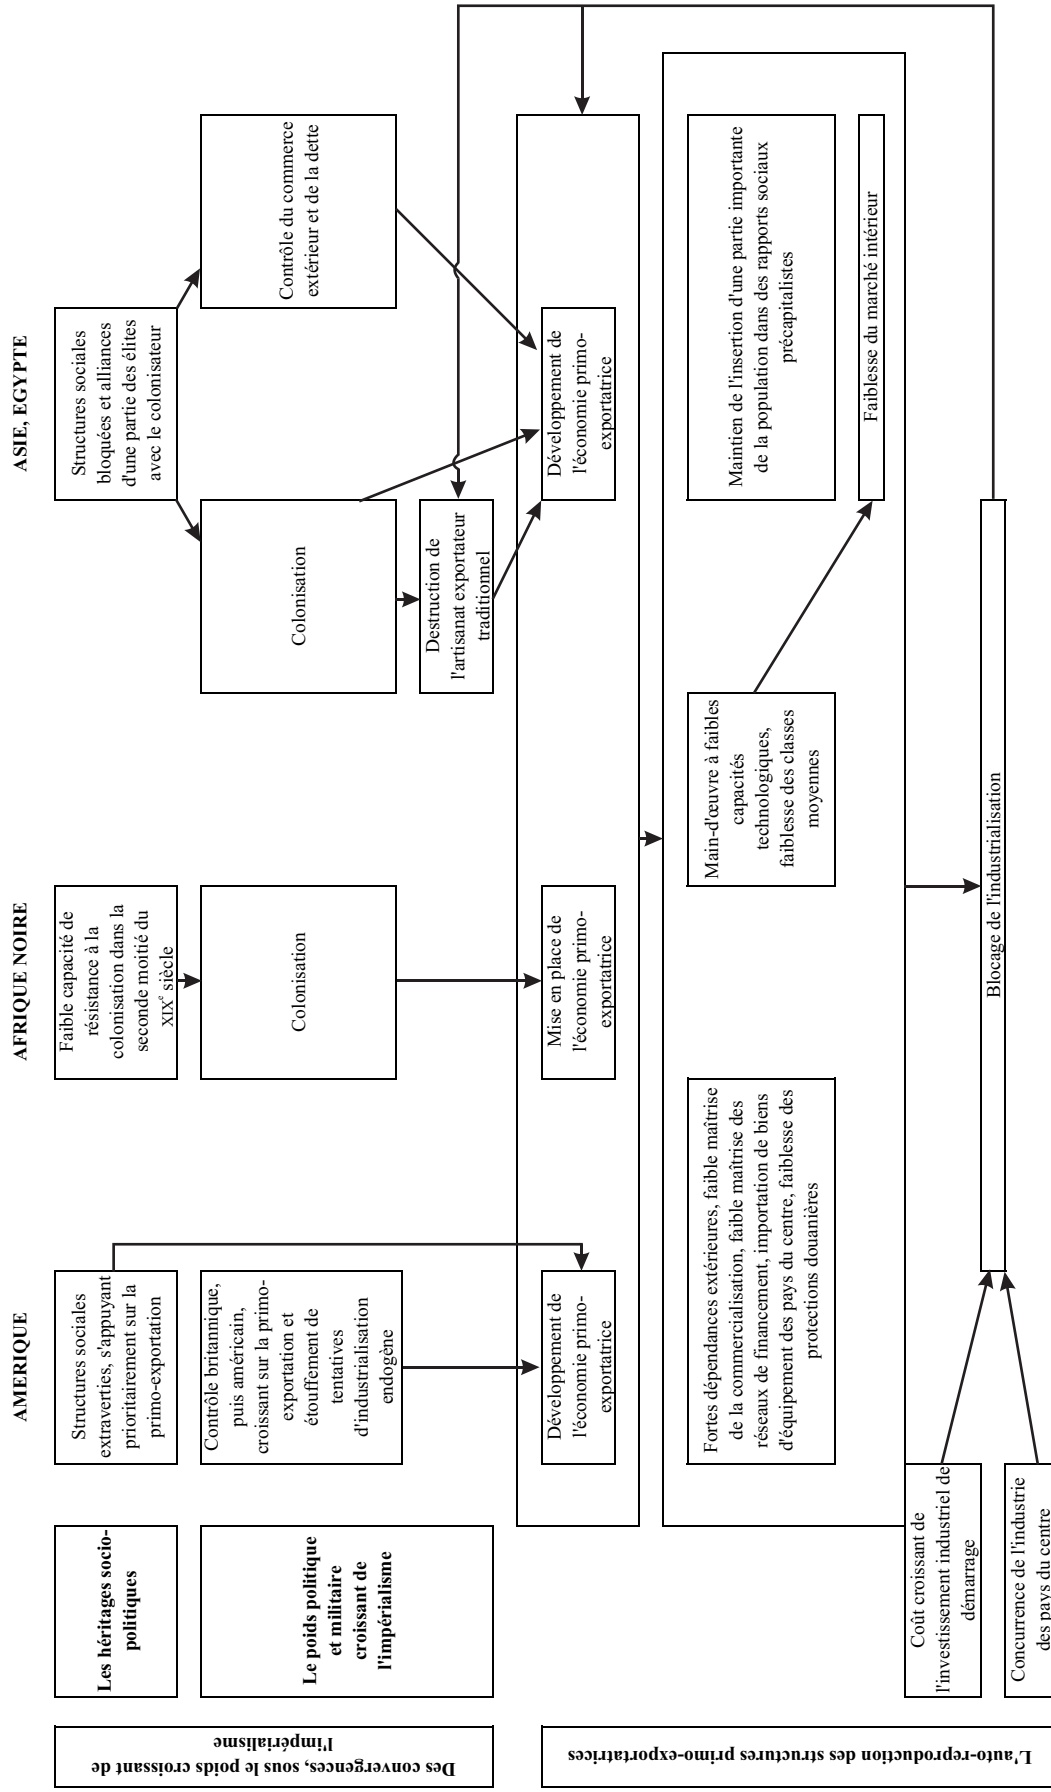 AMERIQUE
AFRIQUE NOIRE
ASIE, EGYPTE
Des convergences, sous le poids croissant de
l'impérialisme
Les héritages socio-
politiques
Structures sociales
extraverties, s'appuyant
prioritairement sur la
primo-exportation
Faible capacité de
résistance à la
colonisation dans la
seconde moitié du
XIXe siècle
Structures sociales
bloquées et alliances
d'une partie des élites
avec le colonisateur
Le poids politique
et militaire
croissant de
l'impérialisme
Contrôle britannique,
puis américain,
croissant sur la primo-
exportation et
étouffement de
tentatives
d'industrialisation
endogène
Colonisation
Colonisation
Contrôle du commerce
extérieur et de la dette
Destruction de
l'artisanat exportateur
traditionnel
L'auto-reproduction des structures primo-exportatrices
Développement de
l'économie primo-
exportatrice
Mise en place de
l'économie primo-
exportatrice
Développement de
l'économie primo-
exportatrice
Fortes dépendances extérieures, faible maîtrise
de la commercialisation, faible maîtrise des
réseaux de financement, importation de biens
d'équipement des pays du centre, faiblesse des
protections douanières
Main-d'œuvre à faibles
capacités
technologiques,
faiblesse des classes
moyennes
Maintien de l'insertion d'une partie importante
de la population dans des rapports sociaux
précapitalistes
Faiblesse du marché intérieur
Coût croissant de
l'investissement industriel de
démarrage
Blocage de l'industrialisation
Concurrence de l'industrie
des pays du centre